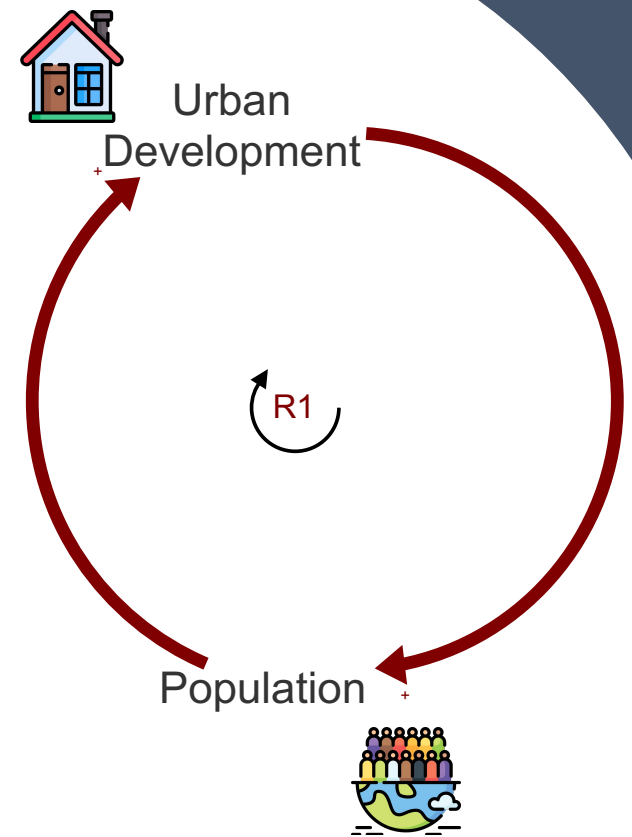 Urban
Development
+
R1
Population
+